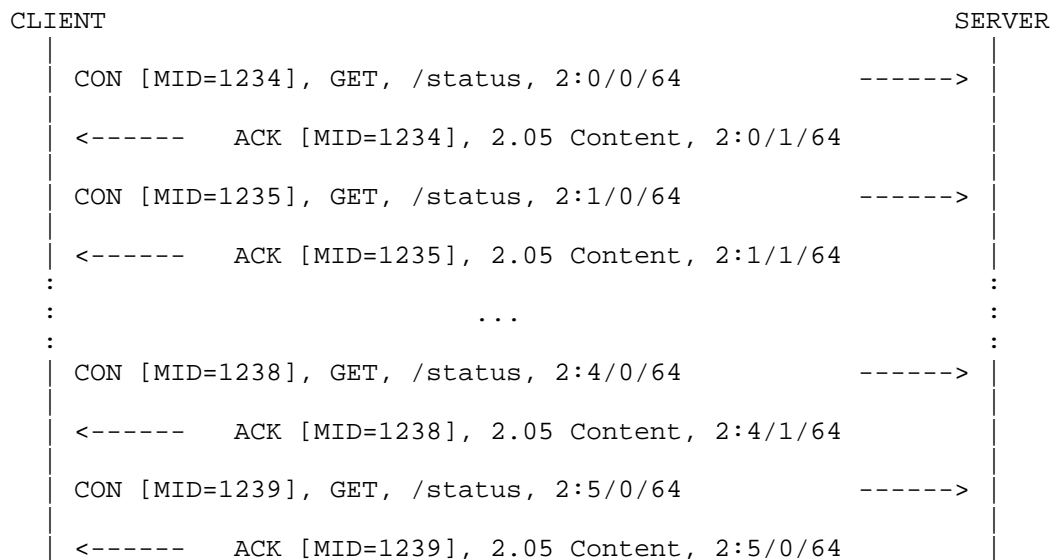 CLIENT                                                     SERVER
  |                                                          |
  | CON [MID=1234], GET, /status, 2:0/0/64           ------> |
  |                                                          |
  | <------   ACK [MID=1234], 2.05 Content, 2:0/1/64         |
  |                                                          |
  | CON [MID=1235], GET, /status, 2:1/0/64           ------> |
  |                                                          |
  | <------   ACK [MID=1235], 2.05 Content, 2:1/1/64         |
  :                                                          :
  :                          ...                             :
  :                                                          :
  | CON [MID=1238], GET, /status, 2:4/0/64           ------> |
  |                                                          |
  | <------   ACK [MID=1238], 2.05 Content, 2:4/1/64         |
  |                                                          |
  | CON [MID=1239], GET, /status, 2:5/0/64           ------> |
  |                                                          |
  | <------   ACK [MID=1239], 2.05 Content, 2:5/0/64         |